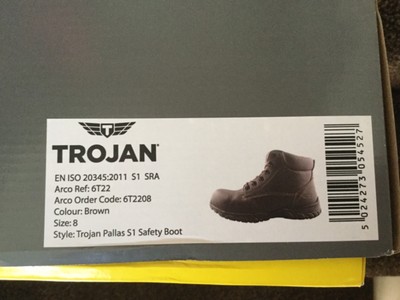 TROJAN
EN ISO 20345:2011 S1 SRA
Arco Ref: 6T22
Arco Order Code: 6T2208
Colour: Brown
Size: 8
Style: Trojan Pallas S1 Safety Boot
5 024273 054527